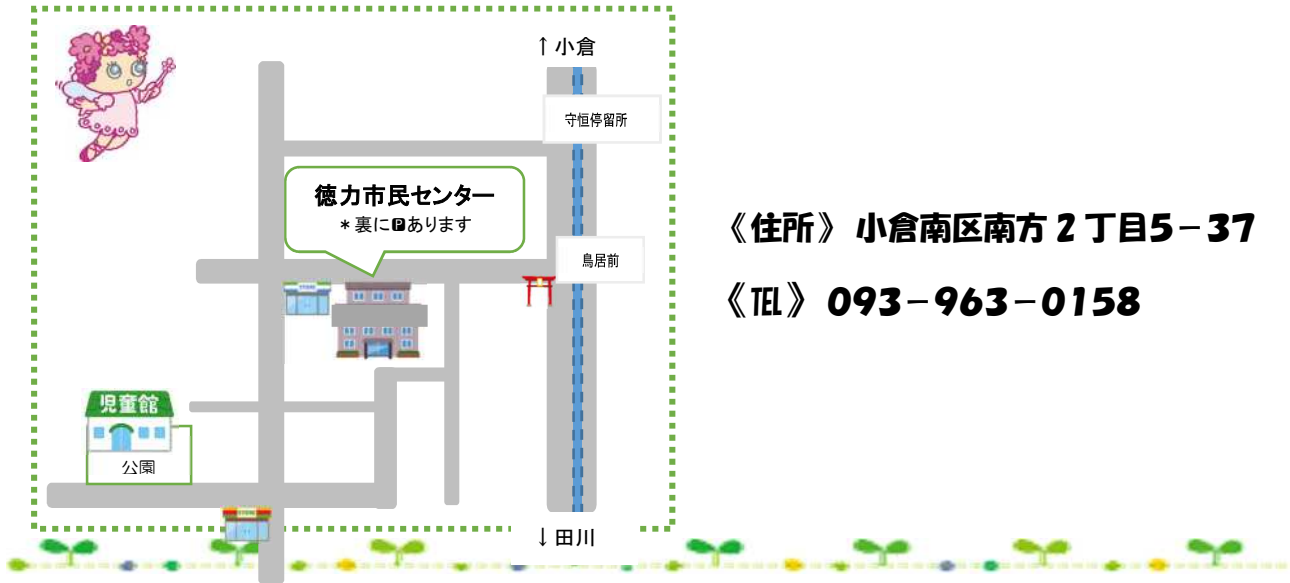 ↑小倉
守恒停留所
徳力市民センター
*裏に🅿あります
鳥居前
《住所》小倉南区南方2丁目5-37
《TEL》093-963-0158
STORE
児童館
公園
STORE
↓田川